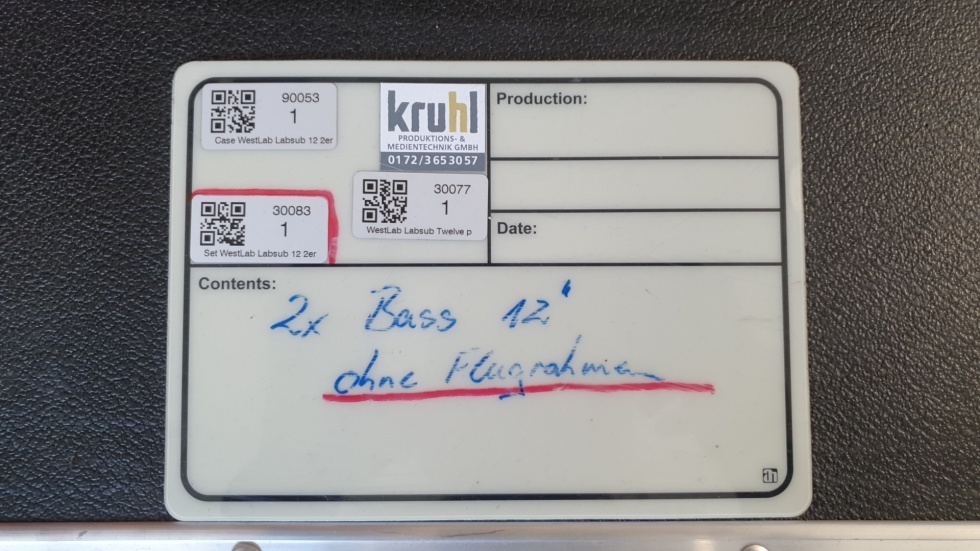 90053
1
Case WestLab Labsub 12 2er
kruhl
PRODUKTIONS- &
MEDIENTECHNIK GMBH
0172/3653057
30077
1
WestLab Labsub Twelve p
30083
1
Set WestLab Labsub 12 2er
Production:
Date:
Contents:
2x Bass 12"
ohne Flugrahmen
ah